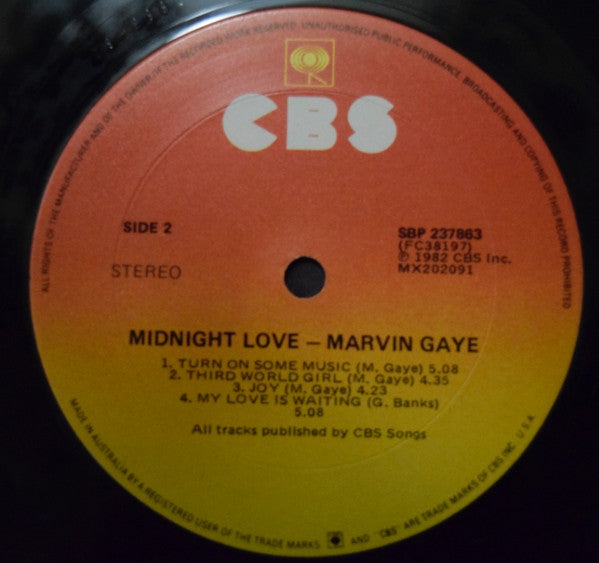 ALL RIGHTS OF THE MANUFACTURER AND OF THE OWNER OF THE RECORDED WORK RESERVED. UNAUTHORISED PUBLIC PERFORMANCE, BROADCASTING AND COPYING OF THIS RECORD PROHIBITED
CBS
SIDE 2
STEREO
SBP 237863
(FC38197)
℗ 1982 CBS Inc.
MX202091
MIDNIGHT LOVE — MARVIN GAYE
1. TURN ON SOME MUSIC (M. Gaye) 5.08
2. THIRD WORLD GIRL (M. Gaye) 4.35
3. JOY (M. Gaye) 4.23
4. MY LOVE IS WAITING (G. Banks)
5.08
All tracks published by CBS Songs
MADE IN AUSTRALIA BY A REGISTERED USER OF THE TRADE MARKS AND "CBS" ARE TRADE MARKS OF CBS INC. U.S.A.